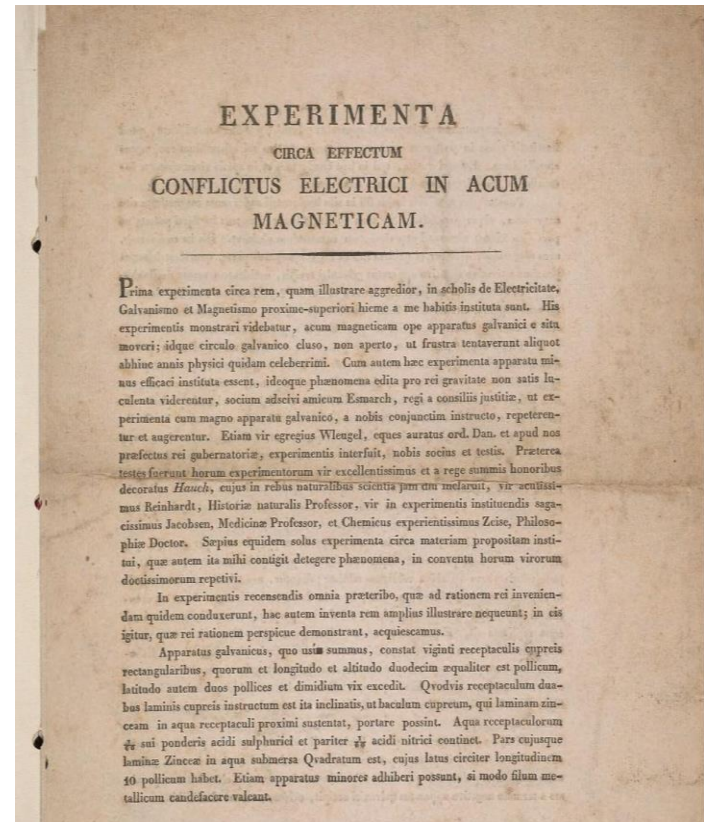 EXPERIMENTA
CIRCA EFFECTUM
CONFLICTUS ELECTRICI IN ACUM
MAGNETICAM.
Prima experimenta circa rem, quam illustrare aggredior, in scholis de Electricitate,
Galvanismo et Magnetismo proxime-superiori hieme a me habitis instituta sunt. His
experimentis monstrari videbatur, acum magneticam ope apparatus galvanici e situ
moveri; idque circulo galvanico cluso, non aperto, ut frustra tentaverunt aliquot
abhinc annis physici quidam celeberrimi. Cum autem hæc experimenta apparatu mi-
nus efficaci instituta essent, ideoque phænomena edita pro rei gravitate non satis lu-
culenta viderentur, socium adscivi amicum Esmarch, regi a consiliis justitiæ, ut ex-
perimenta cum magno apparatu galvanico, a nobis conjunctim instructo, repeteren-
tur et augerentur. Etiam vir egregius Wleugel, eques auratus ord. Dan. et apud nos
præfectus rei gubernatoriæ, experimentis interfuit, nobis socius et testis. Præterea
testes fuerunt horum experimentorum vir excellentissimus et a rege summis honoribus
decoratus Hauch, cujus in rebus naturalibus scientia jam diu inclaruit, vir acutissi-
mus Reinhardt, Historiæ naturalis Professor, vir in experimentis instituendis saga-
cissimus Jacobsen, Medicinæ Professor, et Chemicus experientissimus Zeise, Philoso-
phiæ Doctor. Sæpius equidem solus experimenta circa materiam propositam insti-
tui, quæ autem ita mihi contigit detegere phænomena, in conventu horum virorum
doctissimorum repetivi.
In experimentis recensendis omnia præteribo, quæ ad rationem rei invenien-
dam quidem conduxerunt, hac autem inventa rem amplius illustrare nequeunt; in eis
igitur, quæ rei rationem perspicue demonstrant, acquiescamus.
Apparatus galvanicus, quo usi summus, constat viginti receptaculis cupreis
rectangularibus, quorum et longitudo et altitudo duodecim æqualiter est pollicum,
latitudo autem duos pollices et dimidium vix excedit. Qvodvis receptaculum dua-
bus laminis cupreis instructum est ita inclinatis, ut baculum cupreum, qui laminam zin-
ceam in aqua receptaculi proximi sustentat, portare possint. Aqua receptaculorum
1/60 sui ponderis acidi sulphurici et pariter 1/60 acidi nitrici continet. Pars cujusque
laminæ Zinceæ in aqua submersa Qvadratum est, cujus latus circiter longitudinem
10 pollicum habet. Etiam apparatus minores adhiberi possunt, si modo filum me-
tallicum candefacere valeant.